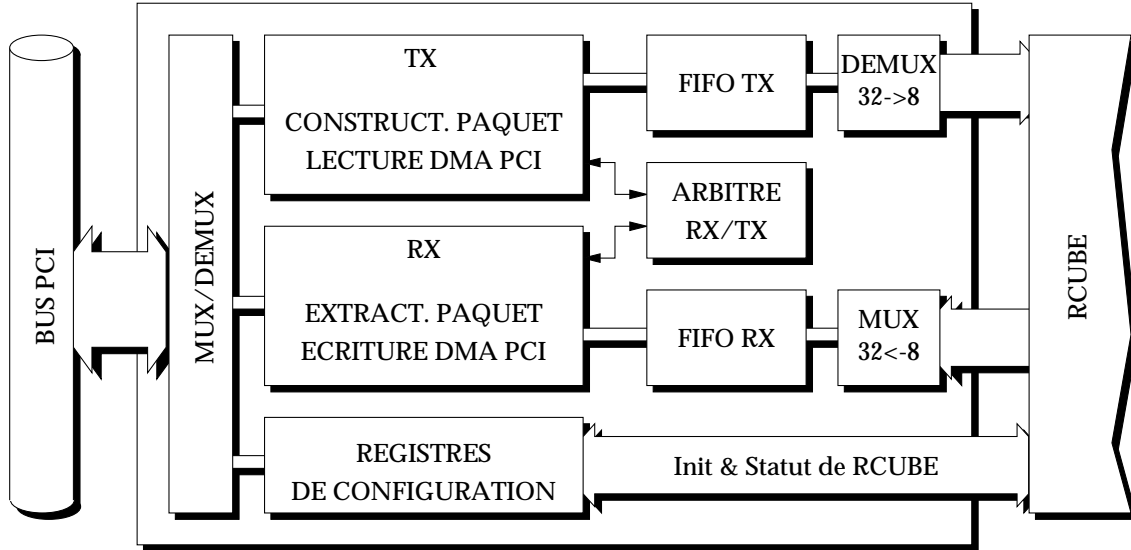 BUS PCI
MUX/DEMUX
TX
CONSTRUCT. PAQUET
LECTURE DMA PCI
FIFO TX
DEMUX
32->8
ARBITRE
RX/TX
RX
EXTRACT. PAQUET
ECRITURE DMA PCI
FIFO RX
MUX
32<-8
REGISTRES
DE CONFIGURATION
Init & Statut de RCUBE
RCUBE